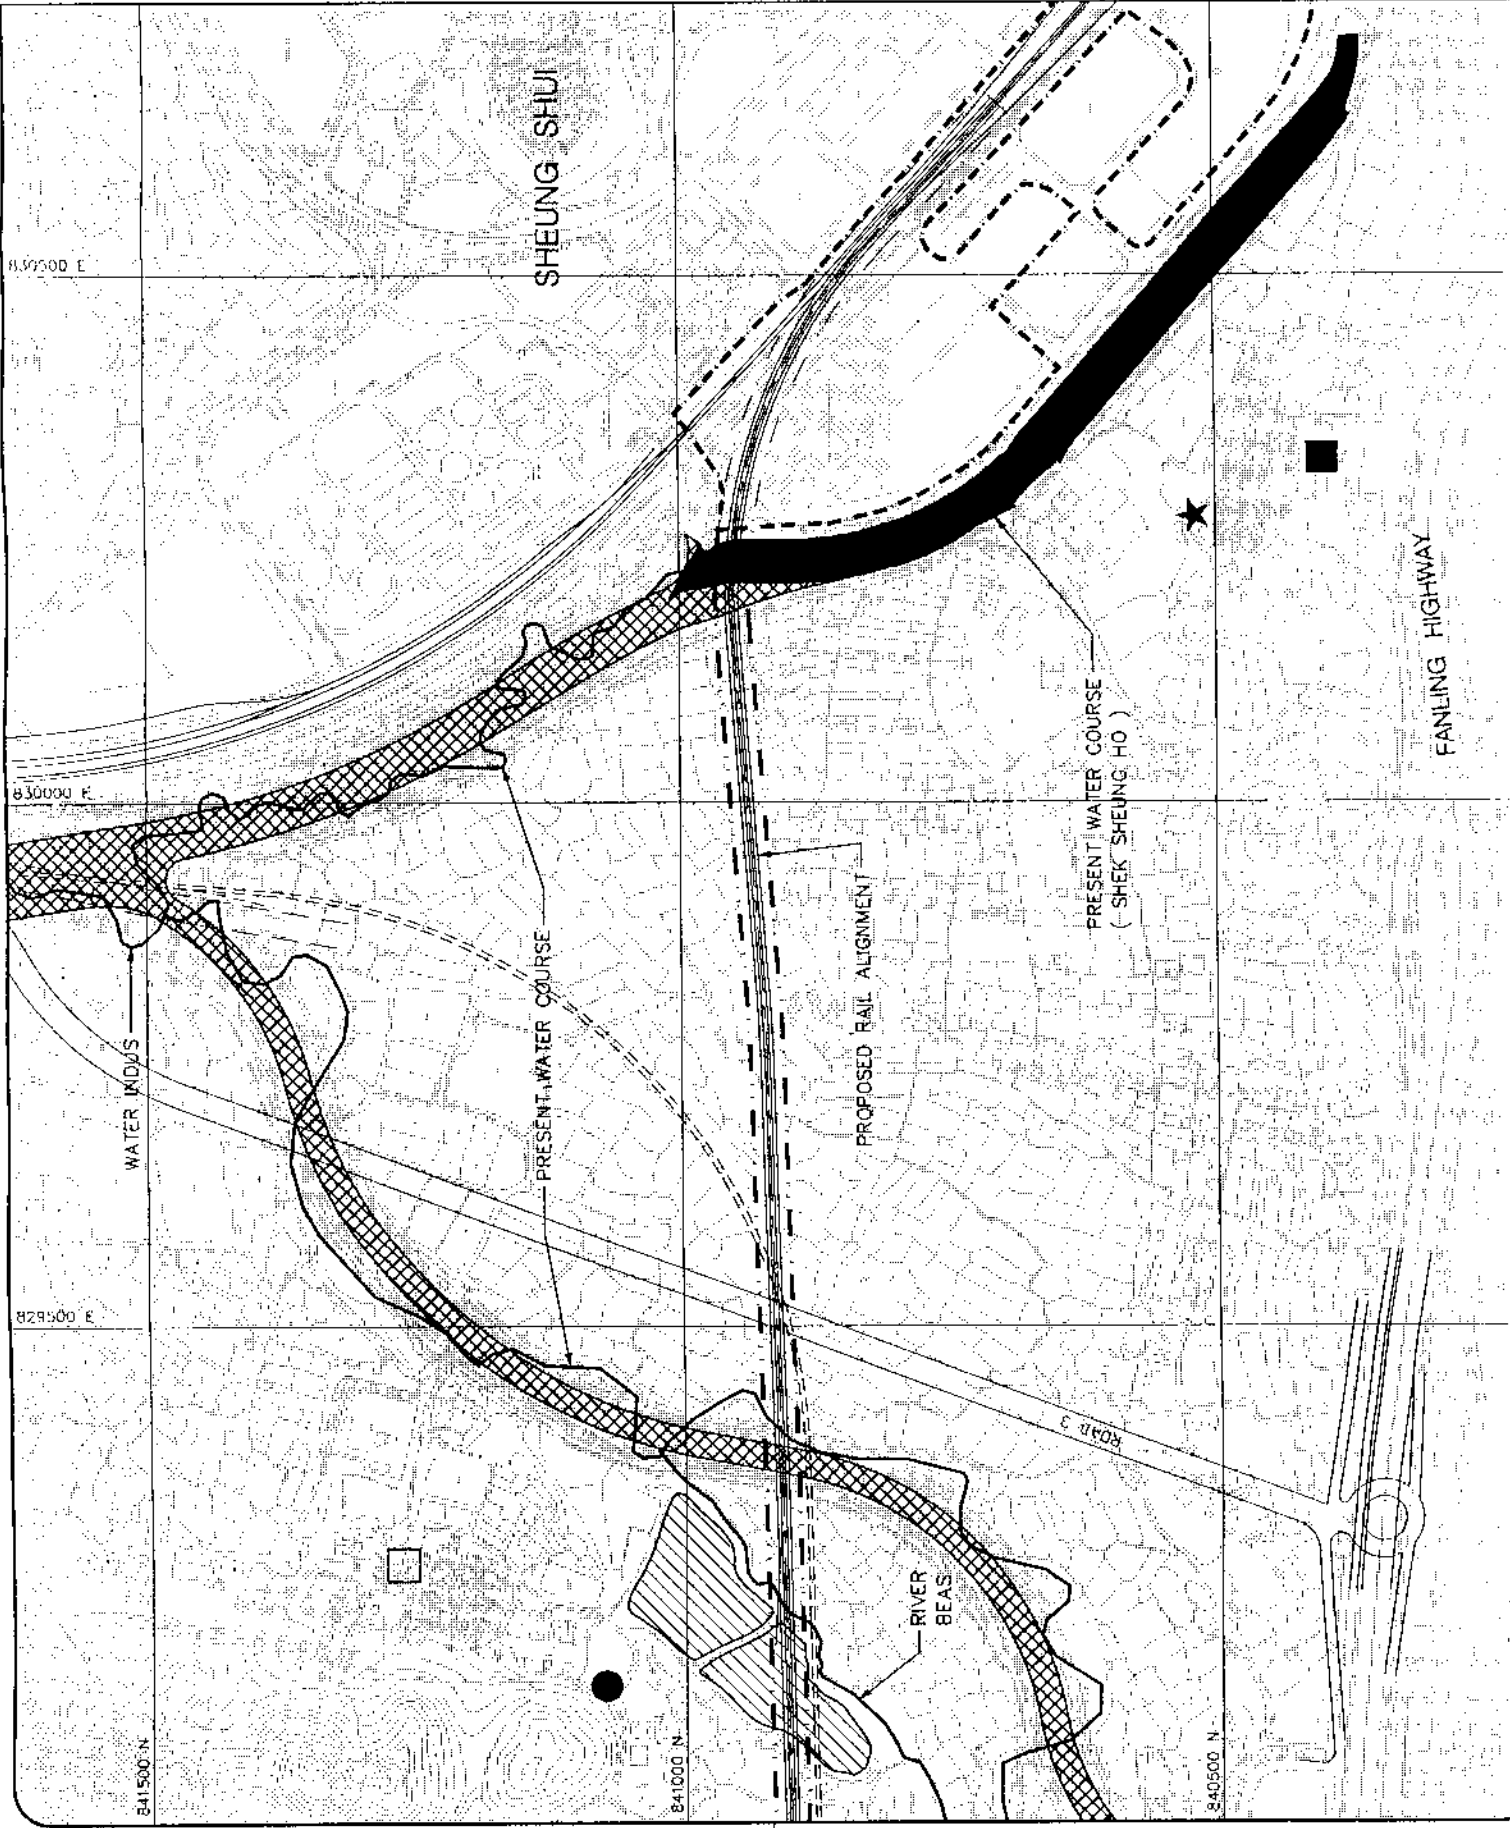 SHEUNG SHUI
830500 E
830000 E
829500 E
WATER INDUS
PRESENT WATER COURSE
PROPOSED RAIL ALIGNMENT
PRESENT WATER COURSE
( SHEK SHEUNG HO )
FANLING HIGHWAY
ROAD 3
RIVER
BEAS
841500 N
841000 N
840500 N